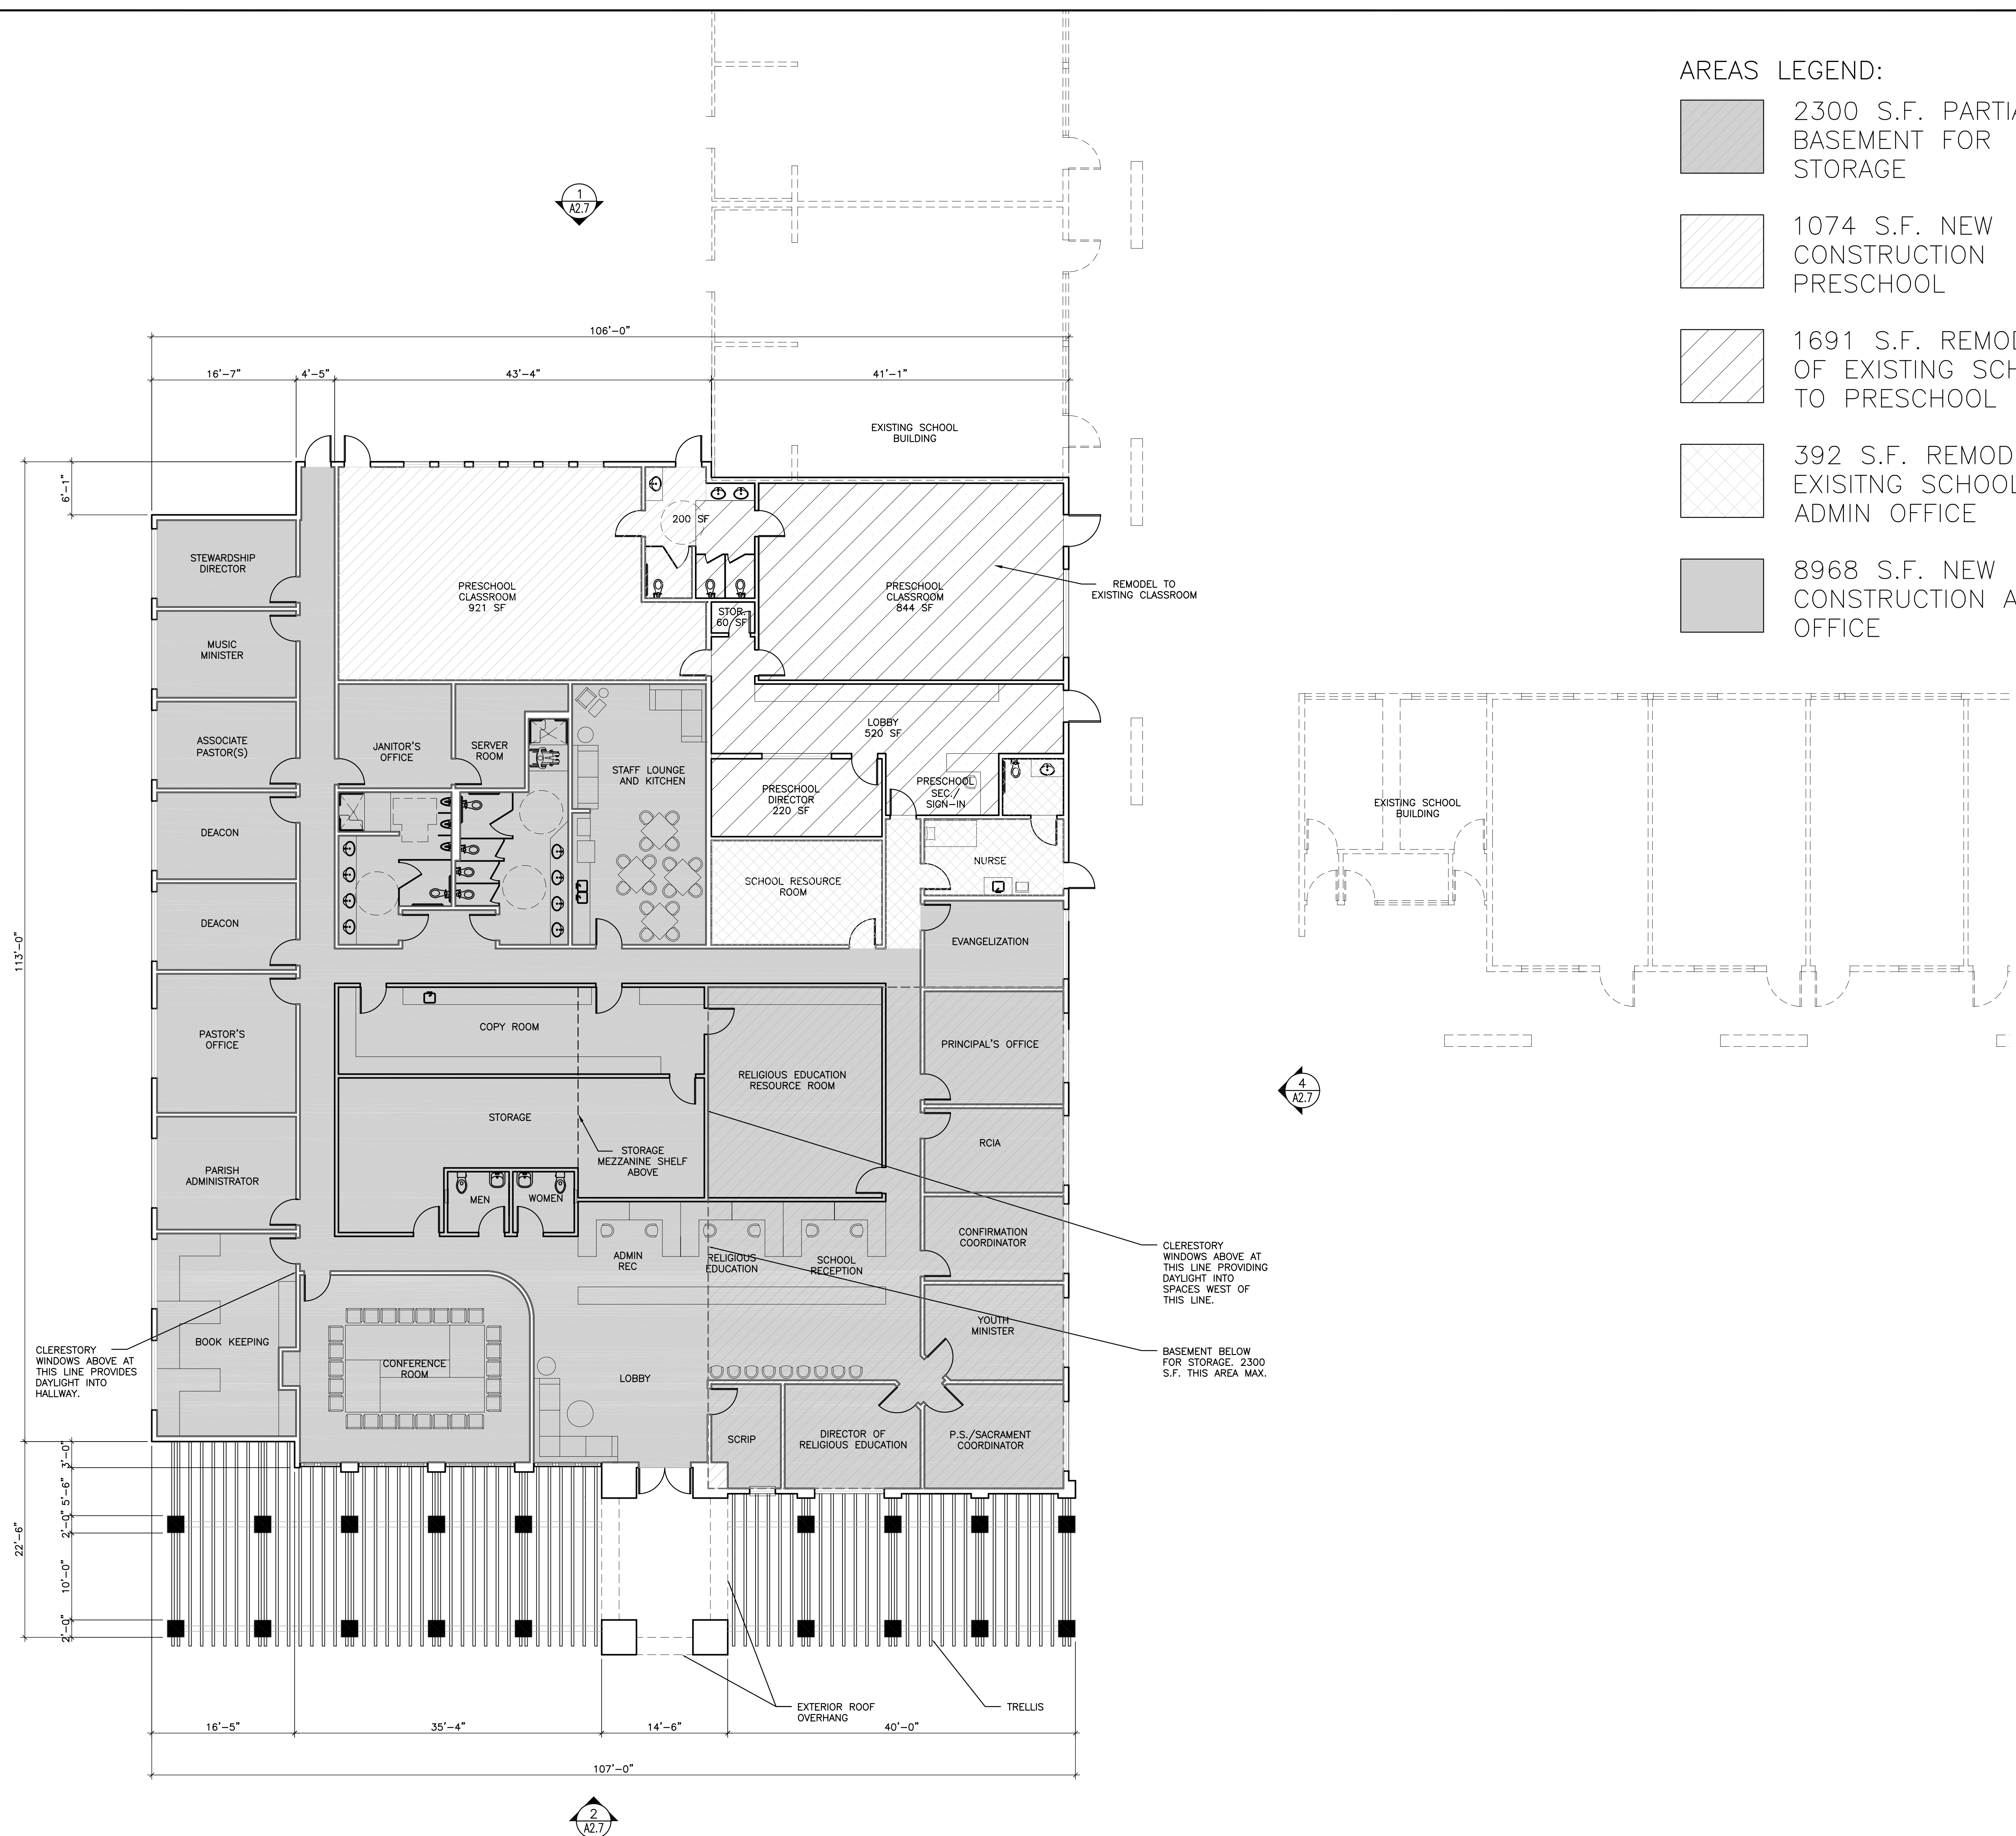 AREAS LEGEND:
2300 S.F. PARTIA
BASEMENT FOR
STORAGE
1074 S.F. NEW
CONSTRUCTION
PRESCHOOL
1691 S.F. REMOD
OF EXISTING SCH
TO PRESCHOOL
392 S.F. REMOD
EXISITNG SCHOOL
ADMIN OFFICE
8968 S.F. NEW
CONSTRUCTION A
OFFICE
1
A2.7
106'-0"
16'-7"
4'-5"
43'-4"
41'-1"
EXISTING SCHOOL
BUILDING
6'-1"
113'-0"
STEWARDSHIP
DIRECTOR
MUSIC
MINISTER
ASSOCIATE
PASTOR(S)
DEACON
DEACON
PASTOR'S
OFFICE
PARISH
ADMINISTRATOR
BOOK KEEPING
PRESCHOOL
CLASSROOM
921 SF
200 SF
STOR.
60 SF
PRESCHOOL
CLASSROOM
844 SF
REMODEL TO
EXISTING CLASSROOM
JANITOR'S
OFFICE
SERVER
ROOM
STAFF LOUNGE
AND KITCHEN
LOBBY
520 SF
PRESCHOOL
DIRECTOR
220 SF
PRESCHOOL
SEC./
SIGN-IN
NURSE
SCHOOL RESOURCE
ROOM
EVANGELIZATION
PRINCIPAL'S OFFICE
RCIA
CONFIRMATION
COORDINATOR
YOUTH
MINISTER
P.S./SACRAMENT
COORDINATOR
DIRECTOR OF
RELIGIOUS EDUCATION
SCRIP
COPY ROOM
RELIGIOUS EDUCATION
RESOURCE ROOM
STORAGE
STORAGE
MEZZANINE SHELF
ABOVE
MEN
WOMEN
ADMIN
REC
RELIGIOUS
EDUCATION
SCHOOL
RECEPTION
CONFERENCE
ROOM
LOBBY
EXISTING SCHOOL
BUILDING
4
A2.7
CLERESTORY
WINDOWS ABOVE AT
THIS LINE PROVIDING
DAYLIGHT INTO
SPACES WEST OF
THIS LINE.
BASEMENT BELOW
FOR STORAGE. 2300
S.F. THIS AREA MAX.
CLERESTORY
WINDOWS ABOVE AT
THIS LINE PROVIDES
DAYLIGHT INTO
HALLWAY.
3'-0"
5'-6"
2'-0"
10'-0"
2'-0"
22'-6"
EXTERIOR ROOF
OVERHANG
TRELLIS
16'-5"
35'-4"
14'-6"
40'-0"
107'-0"
2
A2.7